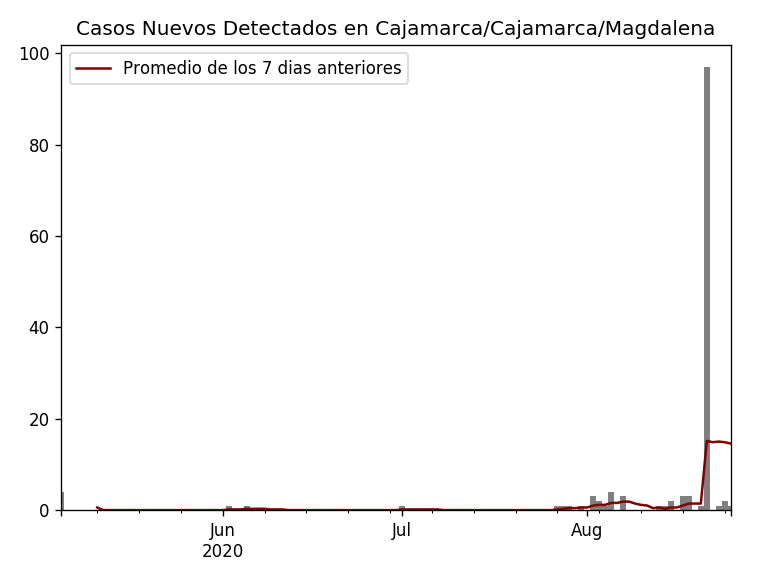 Casos Nuevos Detectados en Cajamarca/Cajamarca/Magdalena
Promedio de los 7 dias anteriores
100
80
60
40
20
0
Jun
2020
Jul
Aug